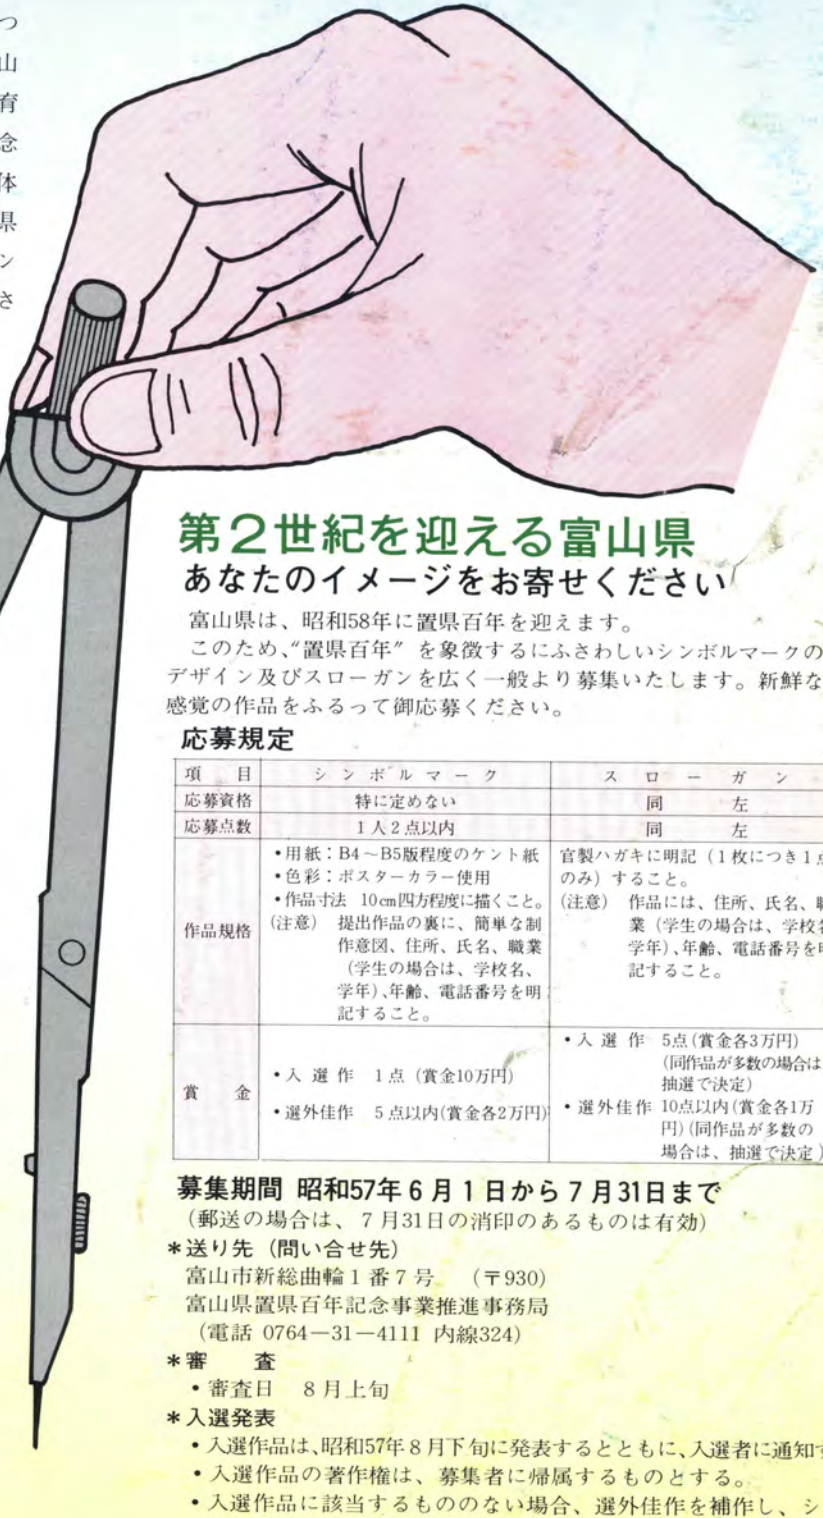 つ
山
育
念
体
県
ン
さ
第2世紀を迎える富山県
あなたのイメージをお寄せください
富山県は、昭和58年に置県百年を迎えます。
このため、“置県百年”を象徴するにふさわしいシンボルマークの
デザイン及びスローガンを広く一般より募集いたします。新鮮な
感覚の作品をふるって御応募ください。
応募規定
項 目 シンボルマーク スローガン
応募資格 特に定めない 同 左
応募点数 1人2点以内 同 左
作品規格
•用紙：B4～B5版程度のケント紙
•色彩：ポスターカラー使用
•作品寸法 10cm四方程度に描くこと。
(注意) 提出作品の裏に、簡単な制
作意図、住所、氏名、職業
(学生の場合は、学校名、
学年)、年齢、電話番号を明
記すること。
官製ハガキに明記(1枚につき1点
のみ)すること。
(注意) 作品には、住所、氏名、職
業(学生の場合は、学校名
学年)、年齢、電話番号を明
記すること。
賞 金
•入選作 1点(賞金10万円)
•選外佳作 5点以内(賞金各2万円)
•入選作 5点(賞金各3万円)
(同作品が多数の場合は
抽選で決定)
•選外佳作 10点以内(賞金各1万
円)(同作品が多数の
場合は、抽選で決定)
募集期間 昭和57年6月1日から7月31日まで
(郵送の場合は、7月31日の消印のあるものは有効)
*送り先(問い合せ先)
富山市新総曲輪1番7号 (〒930)
富山県置県百年記念事業推進事務局
(電話 0764－31－4111 内線324)
*審 査
•審査日 8月上旬
*入選発表
•入選作品は、昭和57年8月下旬に発表するとともに、入選者に通知す
•入選作品の著作権は、募集者に帰属するものとする。
•入選作品に該当するもののない場合、選外佳作を補作し、シ